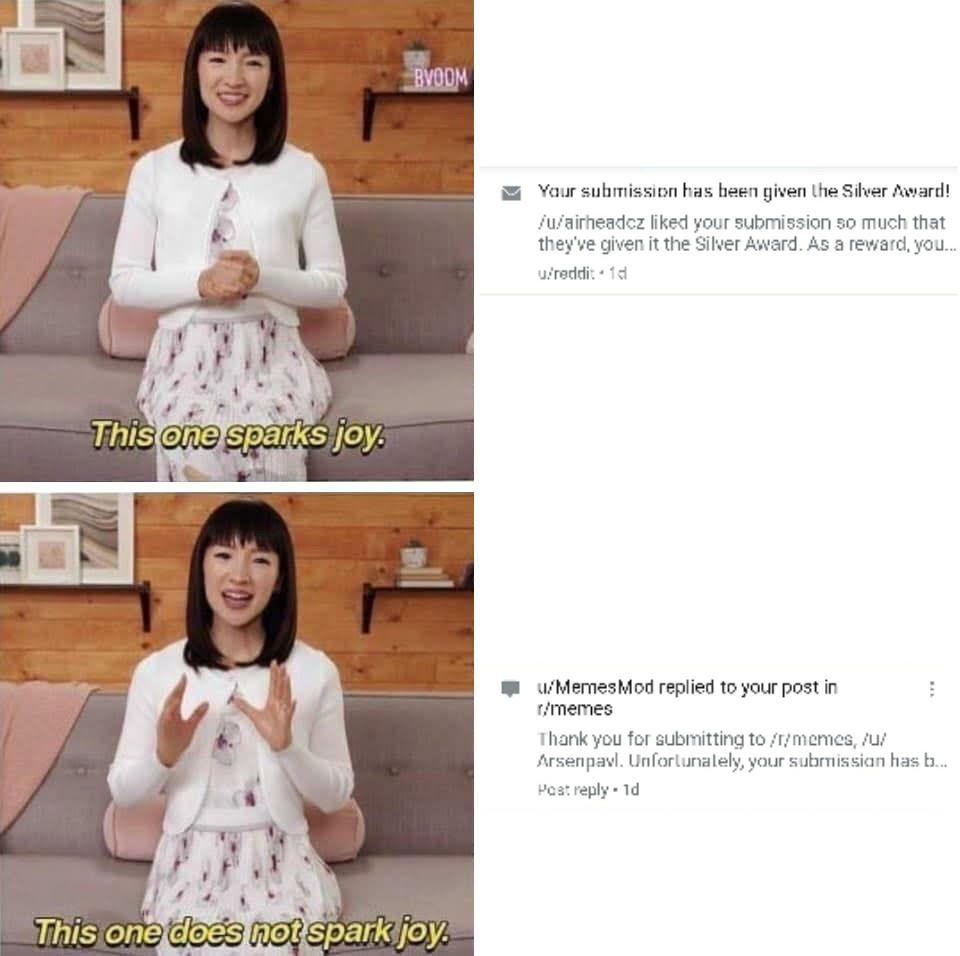 BVODM
This one sparks joy.
Your submission has been given the Silver Award!
/u/airheadcz liked your submission so much that
they've given it the Silver Award. As a reward, you...
u/reddit • 1d
This one does not spark joy.
u/MemesMod replied to your post in
r/memes
Thank you for submitting to /r/memes, /u/
Arsenpavl. Unfortunately, your submission has b...
Post reply • 1d